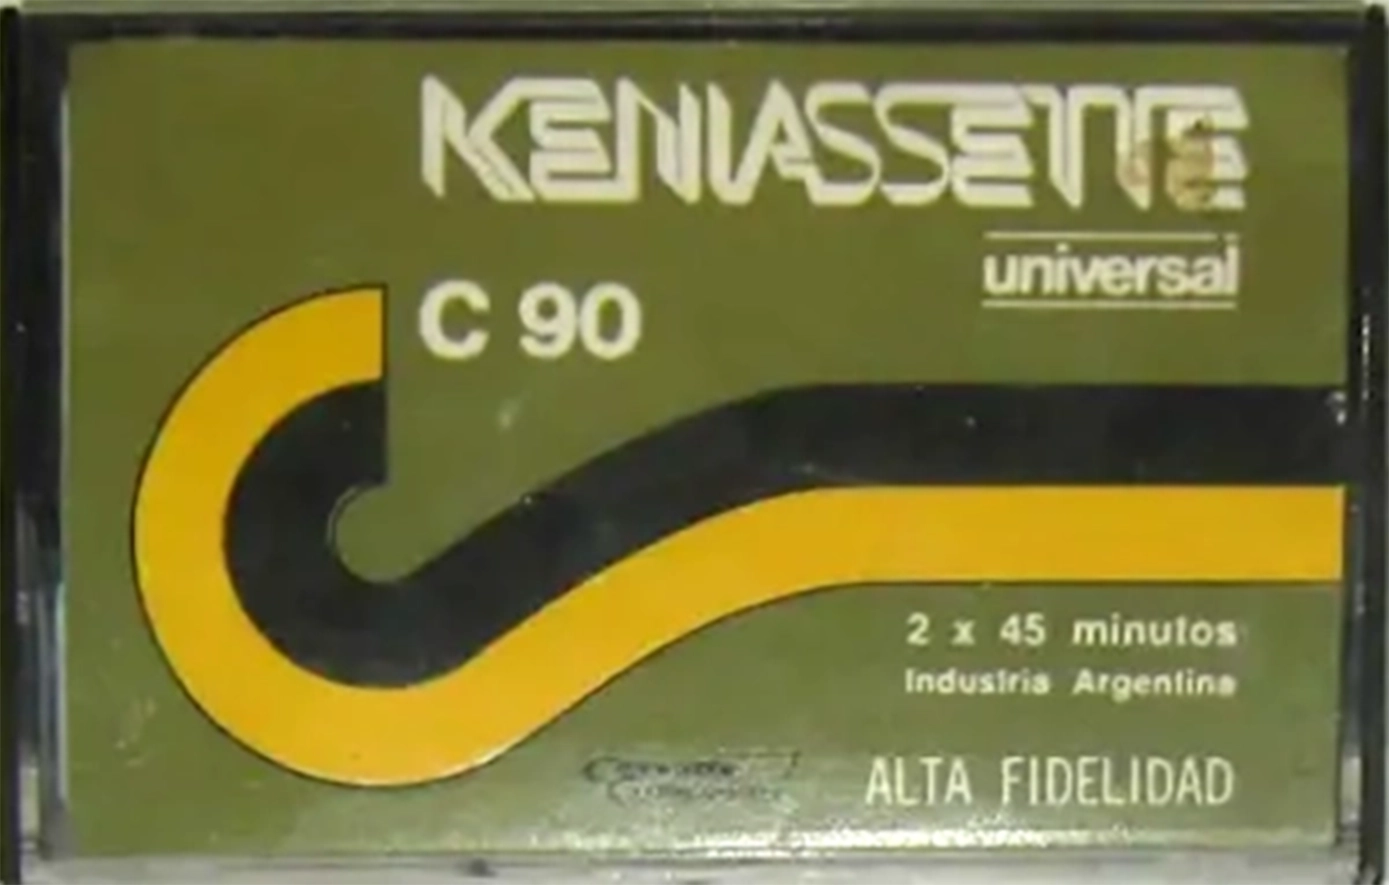 KENIASSETTE
universal
C 90
2 x 45 minutos
Industria Argentina
ALTA FIDELIDAD